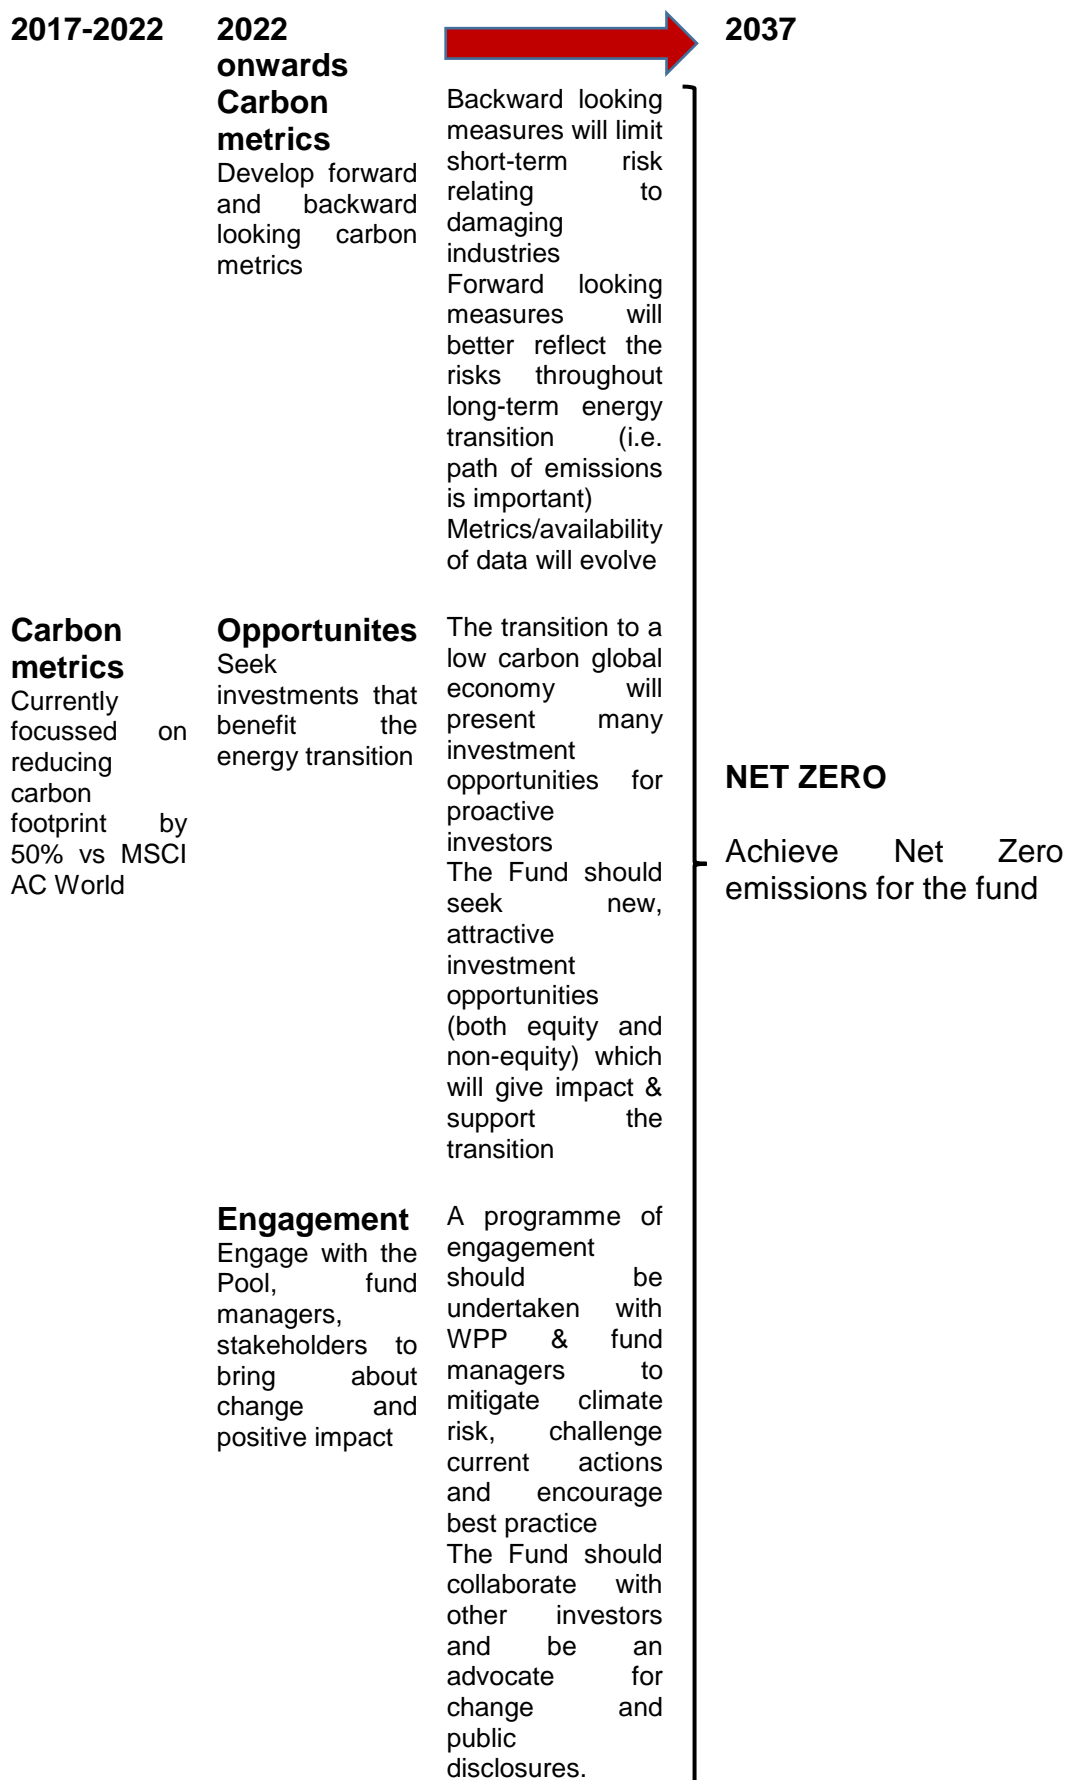 2017-2022
2022
onwards
Carbon
metrics
Develop forward
and backward
looking carbon
metrics
2037
Backward looking
measures will limit
short-term risk
relating to
damaging
industries
Forward looking
measures will
better reflect the
risks throughout
long-term energy
transition (i.e.
path of emissions
is important)
Metrics/availability
of data will evolve
Carbon
metrics
Currently
focussed on
reducing
carbon
footprint by
50% vs MSCI
AC World
Opportunites
Seek
investments that
benefit the
energy transition
The transition to a
low carbon global
economy will
present many
investment
opportunities for
proactive
investors
The Fund should
seek new,
attractive
investment
opportunities
(both equity and
non-equity) which
will give impact &
support the
transition
NET ZERO
Achieve Net Zero
emissions for the fund
Engagement
Engage with the
Pool, fund
managers,
stakeholders to
bring about
change and
positive impact
A programme of
engagement
should be
undertaken with
WPP & fund
managers to
mitigate climate
risk, challenge
current actions
and encourage
best practice
The Fund should
collaborate with
other investors
and be an
advocate for
change and
public
disclosures.